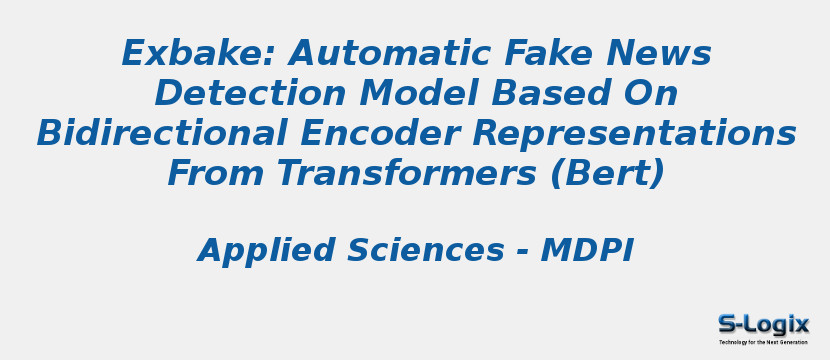 Exbake: Automatic Fake News
Detection Model Based On
Bidirectional Encoder Representations
From Transformers (Bert)
Applied Sciences - MDPI
S-Logix
Technology for the Next Generation